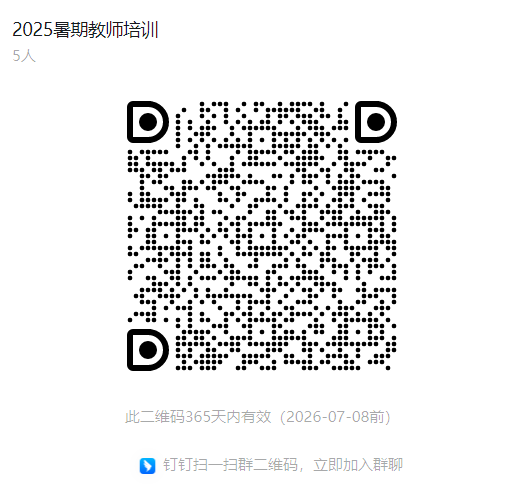 2025暑期教师培训
5人
此二维码365天内有效（2026-07-08前）
钉钉扫一扫群二维码，立即加入群聊